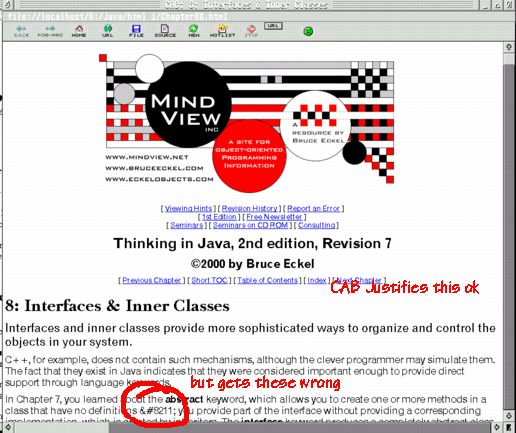 CAB: 8: Interfaces & Inner Classes
file://localhost/G:/Java/html_1/Chapter08.html
BACK FORWRD HOME URL FILE SOURCE NEW HOTLIST STOP URL
MIND VIEW INC
A SITE FOR OBJECT-ORIENTED PROGRAMMING INFORMATION
A RESOURCE BY BRUCE ECKEL
WWW.MINDVIEW.NET
WWW.BRUCEECKEL.COM
WWW.ECKELOBJECTS.COM
[ Viewing Hints ] [ Revision History ] [ Report an Error ]
[ 1st Edition ] [ Free Newsletter ]
[ Seminars ] [ Seminars on CD ROM ] [ Consulting ]
Thinking in Java, 2nd edition, Revision 7
©2000 by Bruce Eckel
[ Previous Chapter ] [ Short TOC ] [ Table of Contents ] [ Index ] [ Next Chapter ]
CAB Justifies this ok
8: Interfaces & Inner Classes
Interfaces and inner classes provide more sophisticated ways to organize and control the
objects in your system.
C++, for example, does not contain such mechanisms, although the clever programmer may simulate them.
The fact that they exist in Java indicates that they were considered important enough to provide direct
support through language keywords.
but gets these wrong
In Chapter 7, you learned about the abstract keyword, which allows you to create one or more methods in a
class that have no definitions &#8211; you provide part of the interface without providing a corresponding
implementation, which is created by inheritors. The interface keyword produces a completely abstract class,